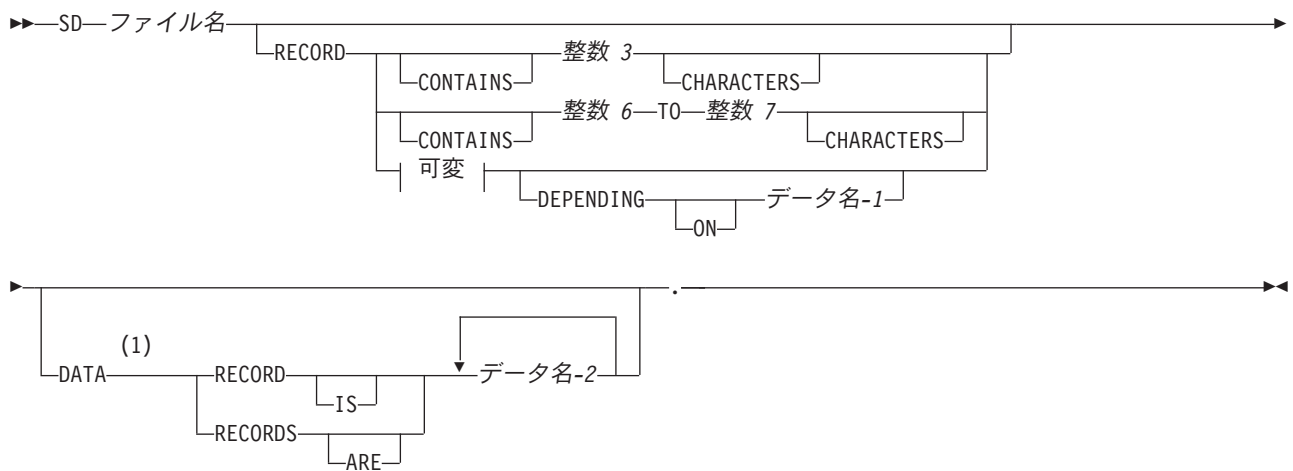 SD ファイル名
RECORD 整数 3
CONTAINS CHARACTERS
整数 6 TO 整数 7
CONTAINS CHARACTERS
可変
DEPENDING データ名-1
ON
.
(1)
DATA RECORD データ名-2
IS
RECORDS
ARE